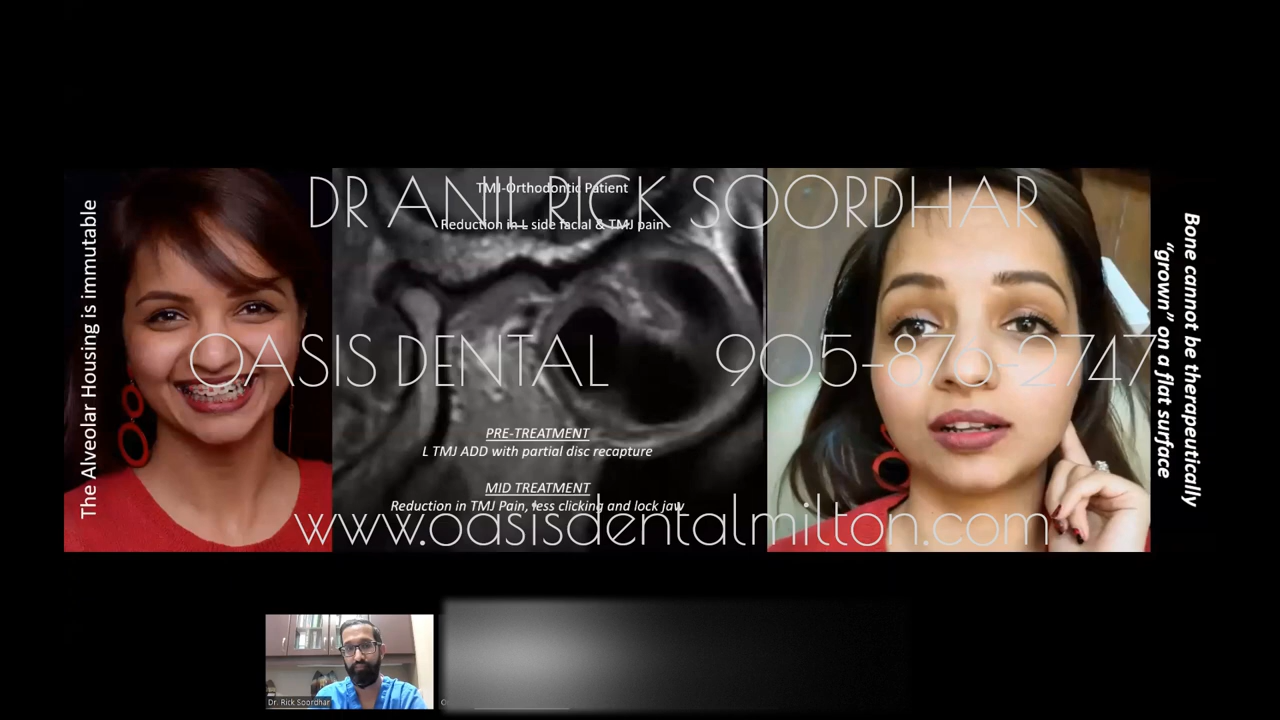 The Alveolar Housing is immutable
TMJ-Orthodontic Patient
DR ANIL RICK SOORDHAR
Reduction in L side facial & TMJ pain
Bone cannot be therapeutically
"grown" on a flat surface
OASIS DENTAL 905-876-2747
PRE-TREATMENT
L TMJ ADD with partial disc recapture
MID TREATMENT
Reduction in TMJ Pain, less clicking and lock jaw
www.oasisdentalmilton.com
Dr. Rick Soordhar